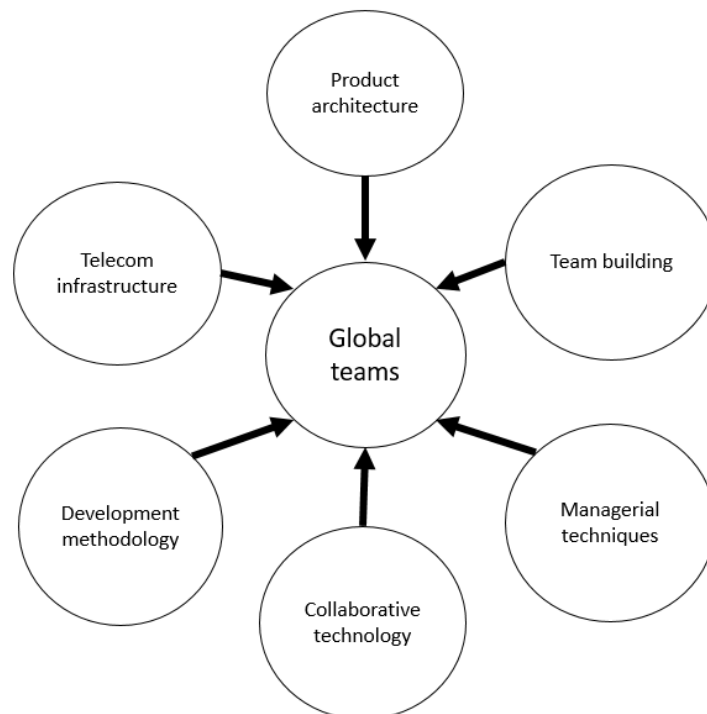 Product
architecture
Telecom
infrastructure
Team building
Global
teams
Development
methodology
Managerial
techniques
Collaborative
technology